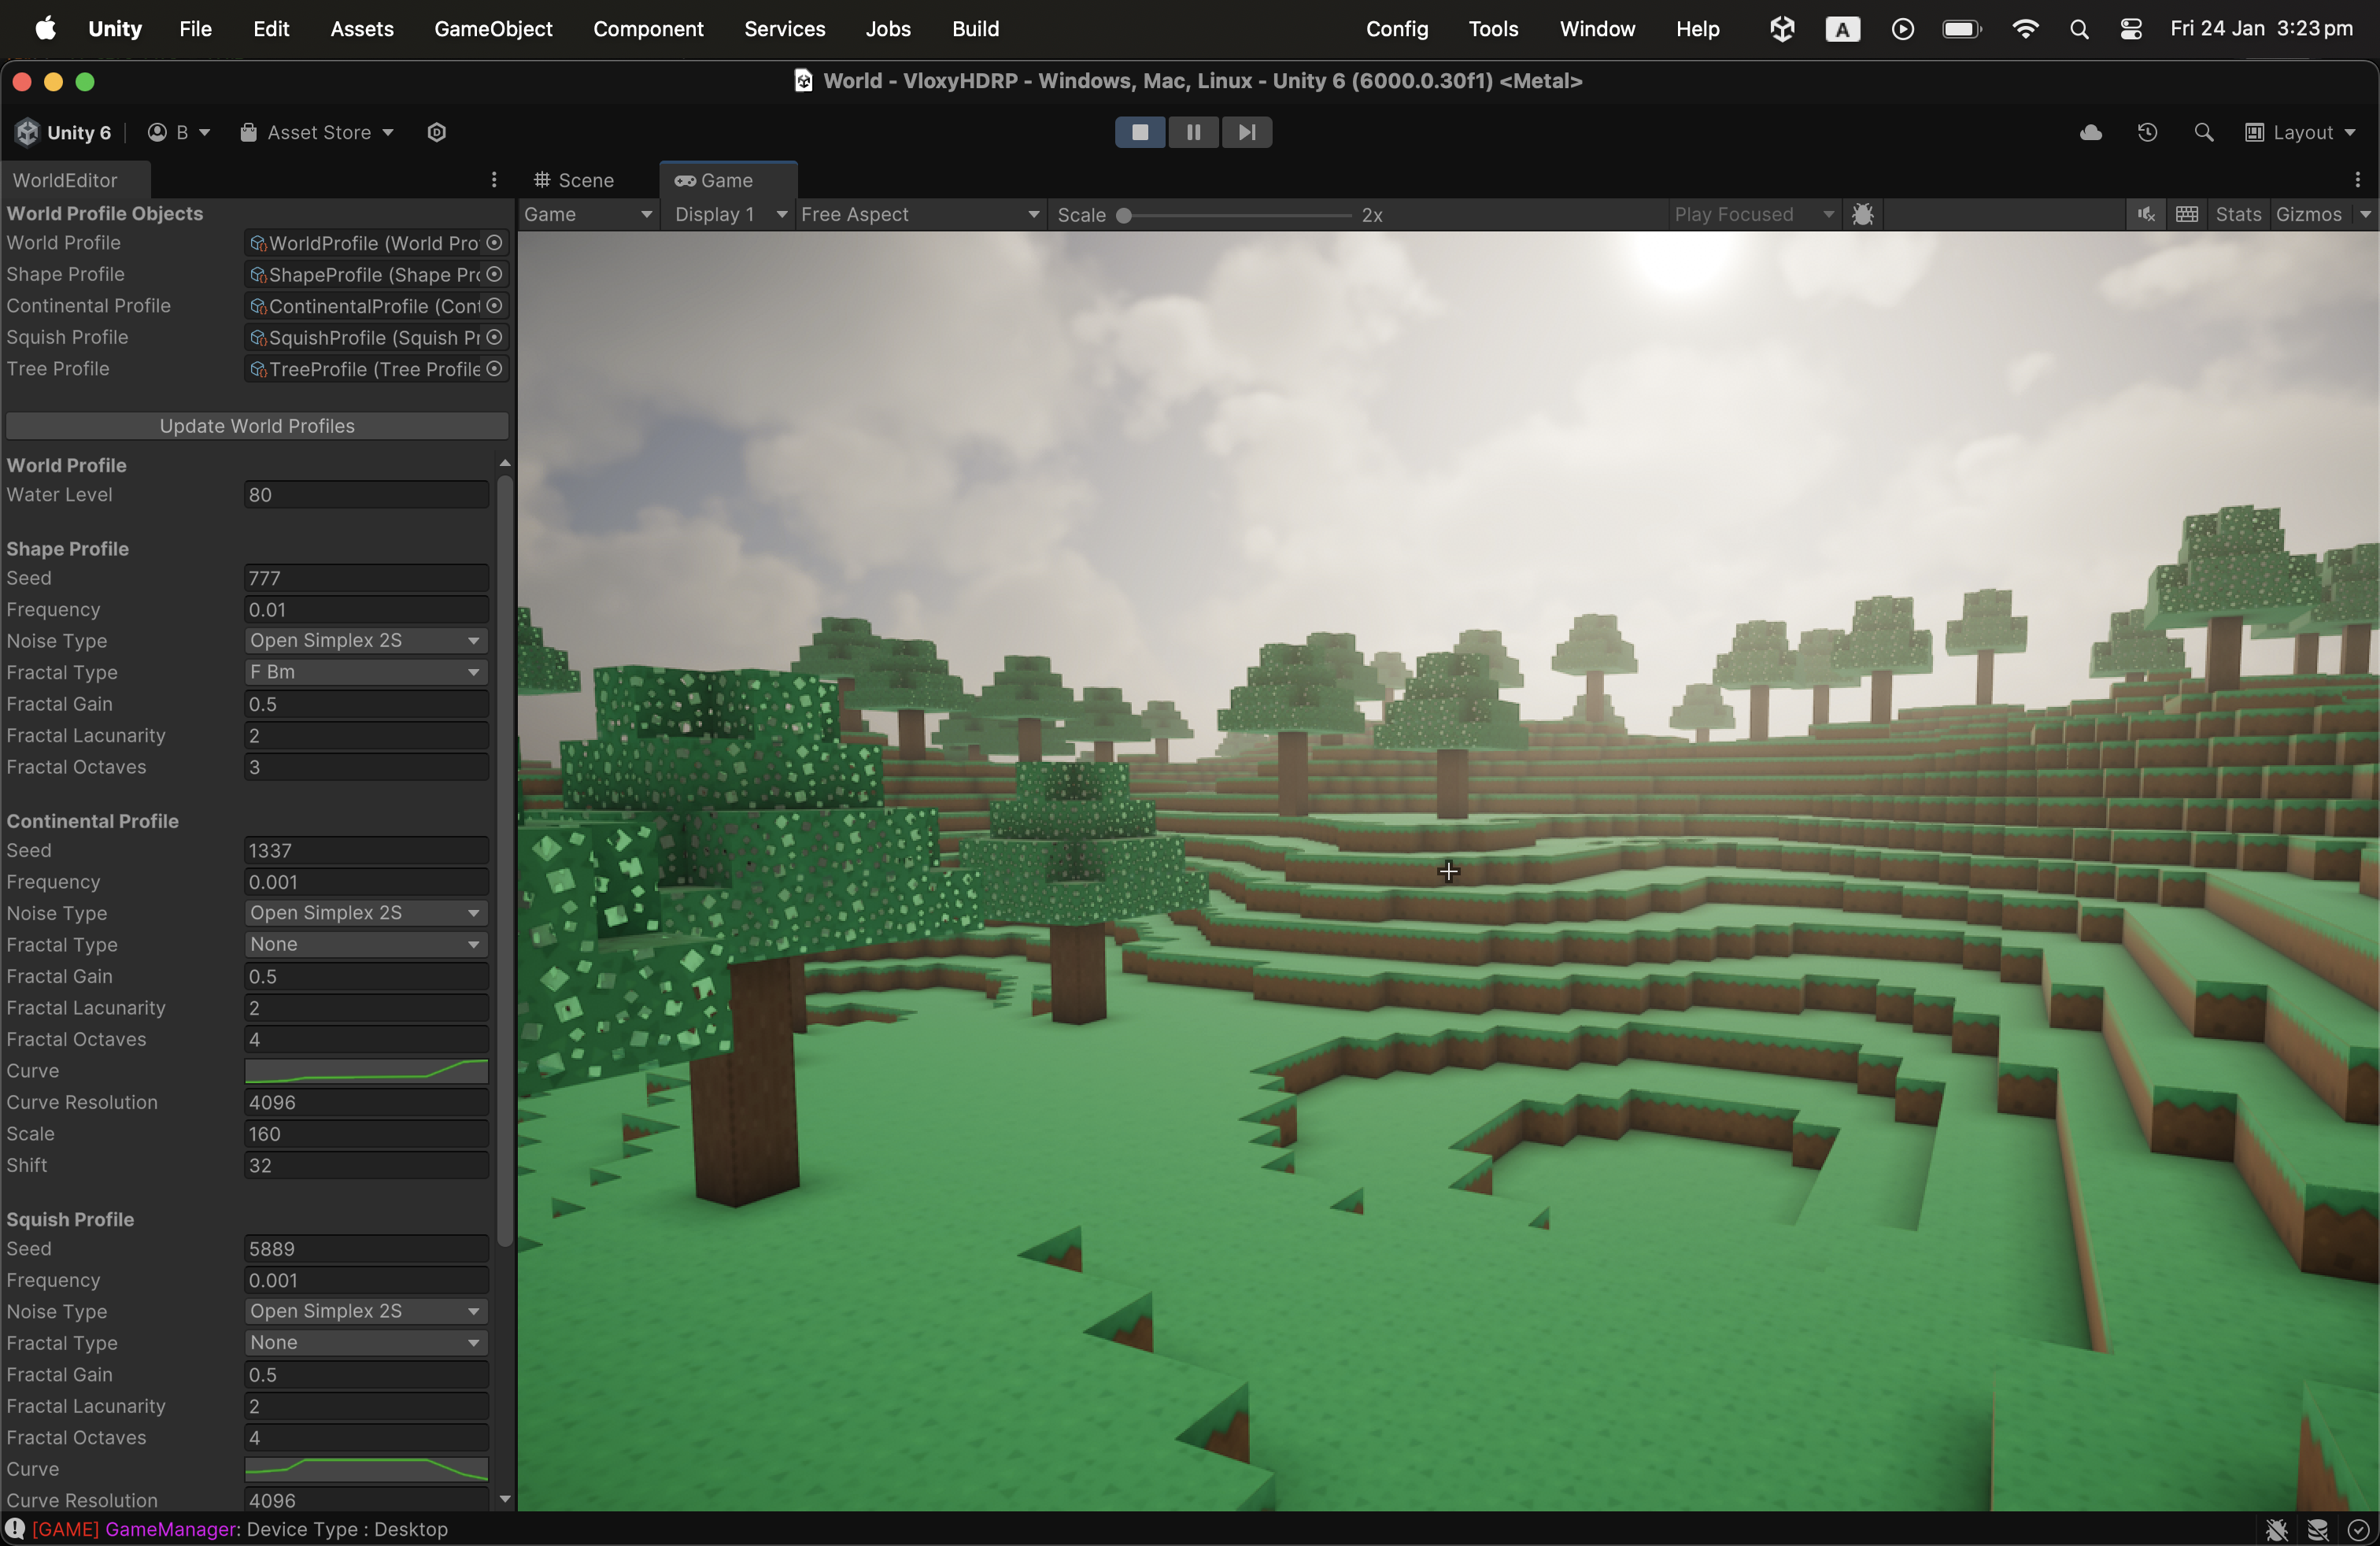 Unity File Edit Assets GameObject Component Services Jobs Build Config Tools Window Help A Fri 24 Jan 3:23 pm
World - VloxyHDRP - Windows, Mac, Linux - Unity 6 (6000.0.30f1) <Metal>
Unity 6 B Asset Store Layout
WorldEditor Scene Game
Game Display 1 Free Aspect Scale 2x Play Focused Stats Gizmos
World Profile Objects
World Profile WorldProfile (World Pro
Shape Profile ShapeProfile (Shape Pro
Continental Profile ContinentalProfile (Cont
Squish Profile SquishProfile (Squish Pr
Tree Profile TreeProfile (Tree Profile
Update World Profiles
World Profile
Water Level 80
Shape Profile
Seed 777
Frequency 0.01
Noise Type Open Simplex 2S
Fractal Type F Bm
Fractal Gain 0.5
Fractal Lacunarity 2
Fractal Octaves 3
Continental Profile
Seed 1337
Frequency 0.001
Noise Type Open Simplex 2S
Fractal Type None
Fractal Gain 0.5
Fractal Lacunarity 2
Fractal Octaves 4
Curve
Curve Resolution 4096
Scale 160
Shift 32
Squish Profile
Seed 5889
Frequency 0.001
Noise Type Open Simplex 2S
Fractal Type None
Fractal Gain 0.5
Fractal Lacunarity 2
Fractal Octaves 4
Curve
Curve Resolution 4096
[GAME] GameManager: Device Type : Desktop